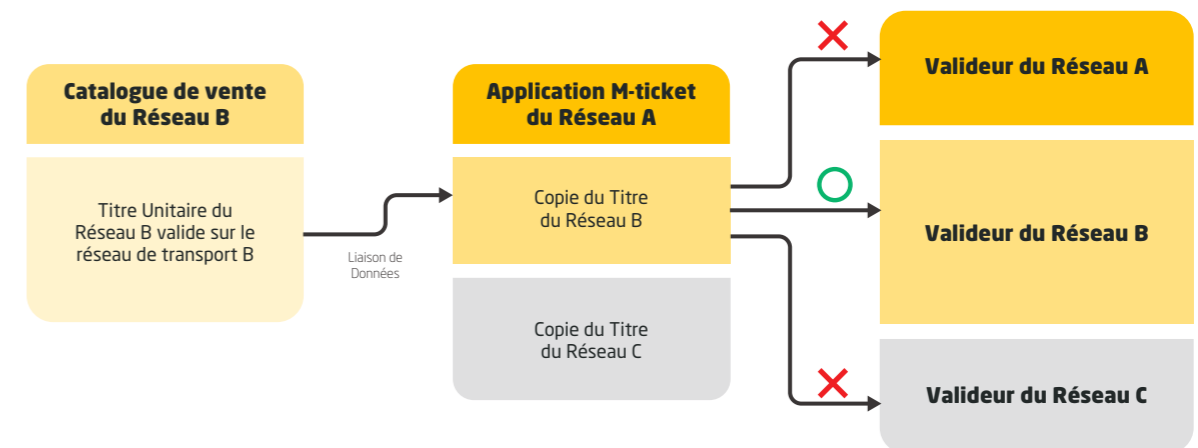 Catalogue de vente
du Réseau B
Titre Unitaire du
Réseau B valide sur le
réseau de transport B
Liaison de
Données
Application M-ticket
du Réseau A
Copie du Titre
du Réseau B
Copie du Titre
du Réseau C
Valideur du Réseau A
Valideur du Réseau B
Valideur du Réseau C